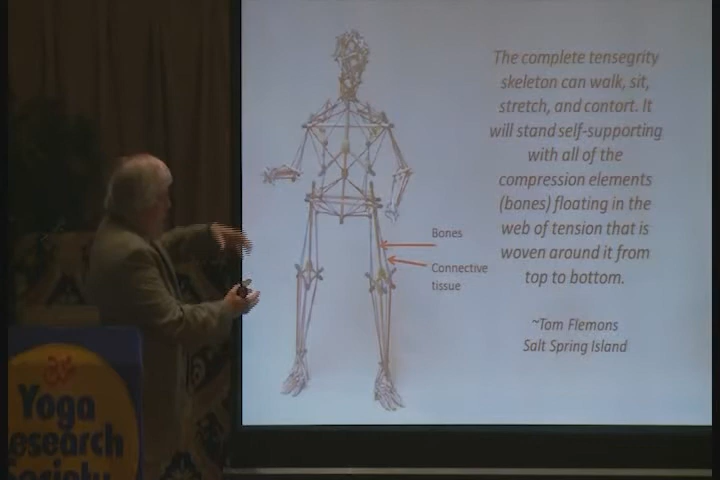 The complete tensegrity
skeleton can walk, sit,
stretch, and contort. It
will stand self-supporting
with all of the
compression elements
(bones) floating in the
web of tension that is
woven around it from
top to bottom.
~Tom Flemons
Salt Spring Island
Bones
Connective
tissue
Yoga
esearch
Society